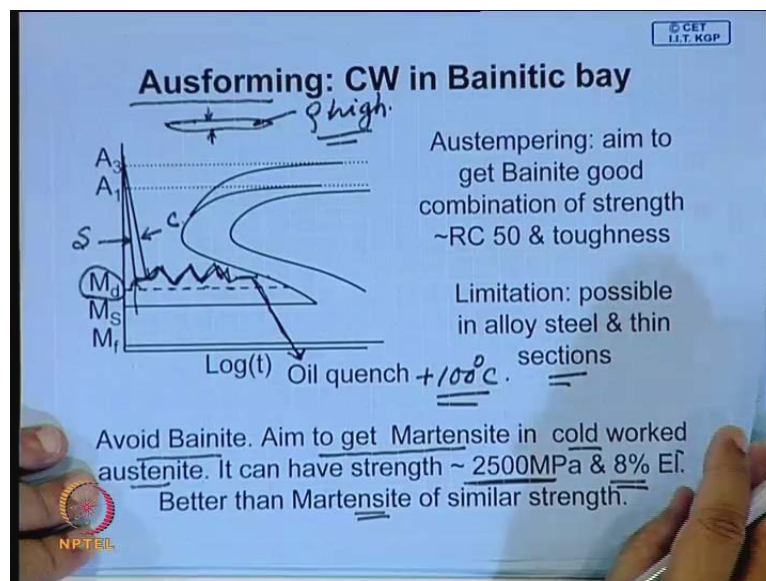 © CET
I.I.T. KGP
Ausforming: CW in Bainitic bay
ρ high.
A3
A1
S
C
Md
Ms
Mf
Log(t)
Oil quench +100°C.
Austempering: aim to
get Bainite good
combination of strength
~RC 50 & toughness
Limitation: possible
in alloy steel & thin
sections
Avoid Bainite. Aim to get Martensite in cold worked
austenite. It can have strength ~ 2500MPa & 8% El.
Better than Martensite of similar strength.
NPTEL